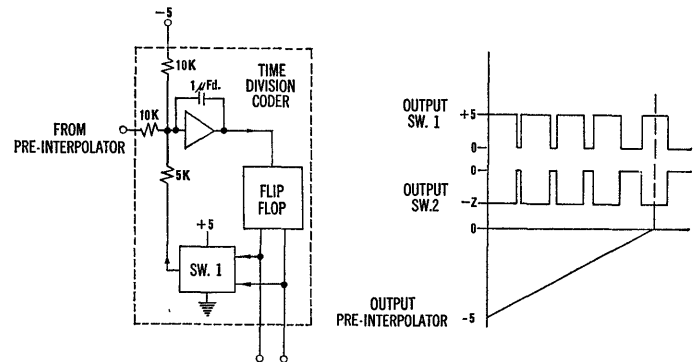 -5
10K
1μFd.
TIME
DIVISION
CODER
10K
FROM
PRE-INTERPOLATOR
5K
FLIP
FLOP
+5
SW. 1
OUTPUT
SW. 1
+5
0
0
OUTPUT
SW.2
-Z
0
OUTPUT
PRE-INTERPOLATOR
-5